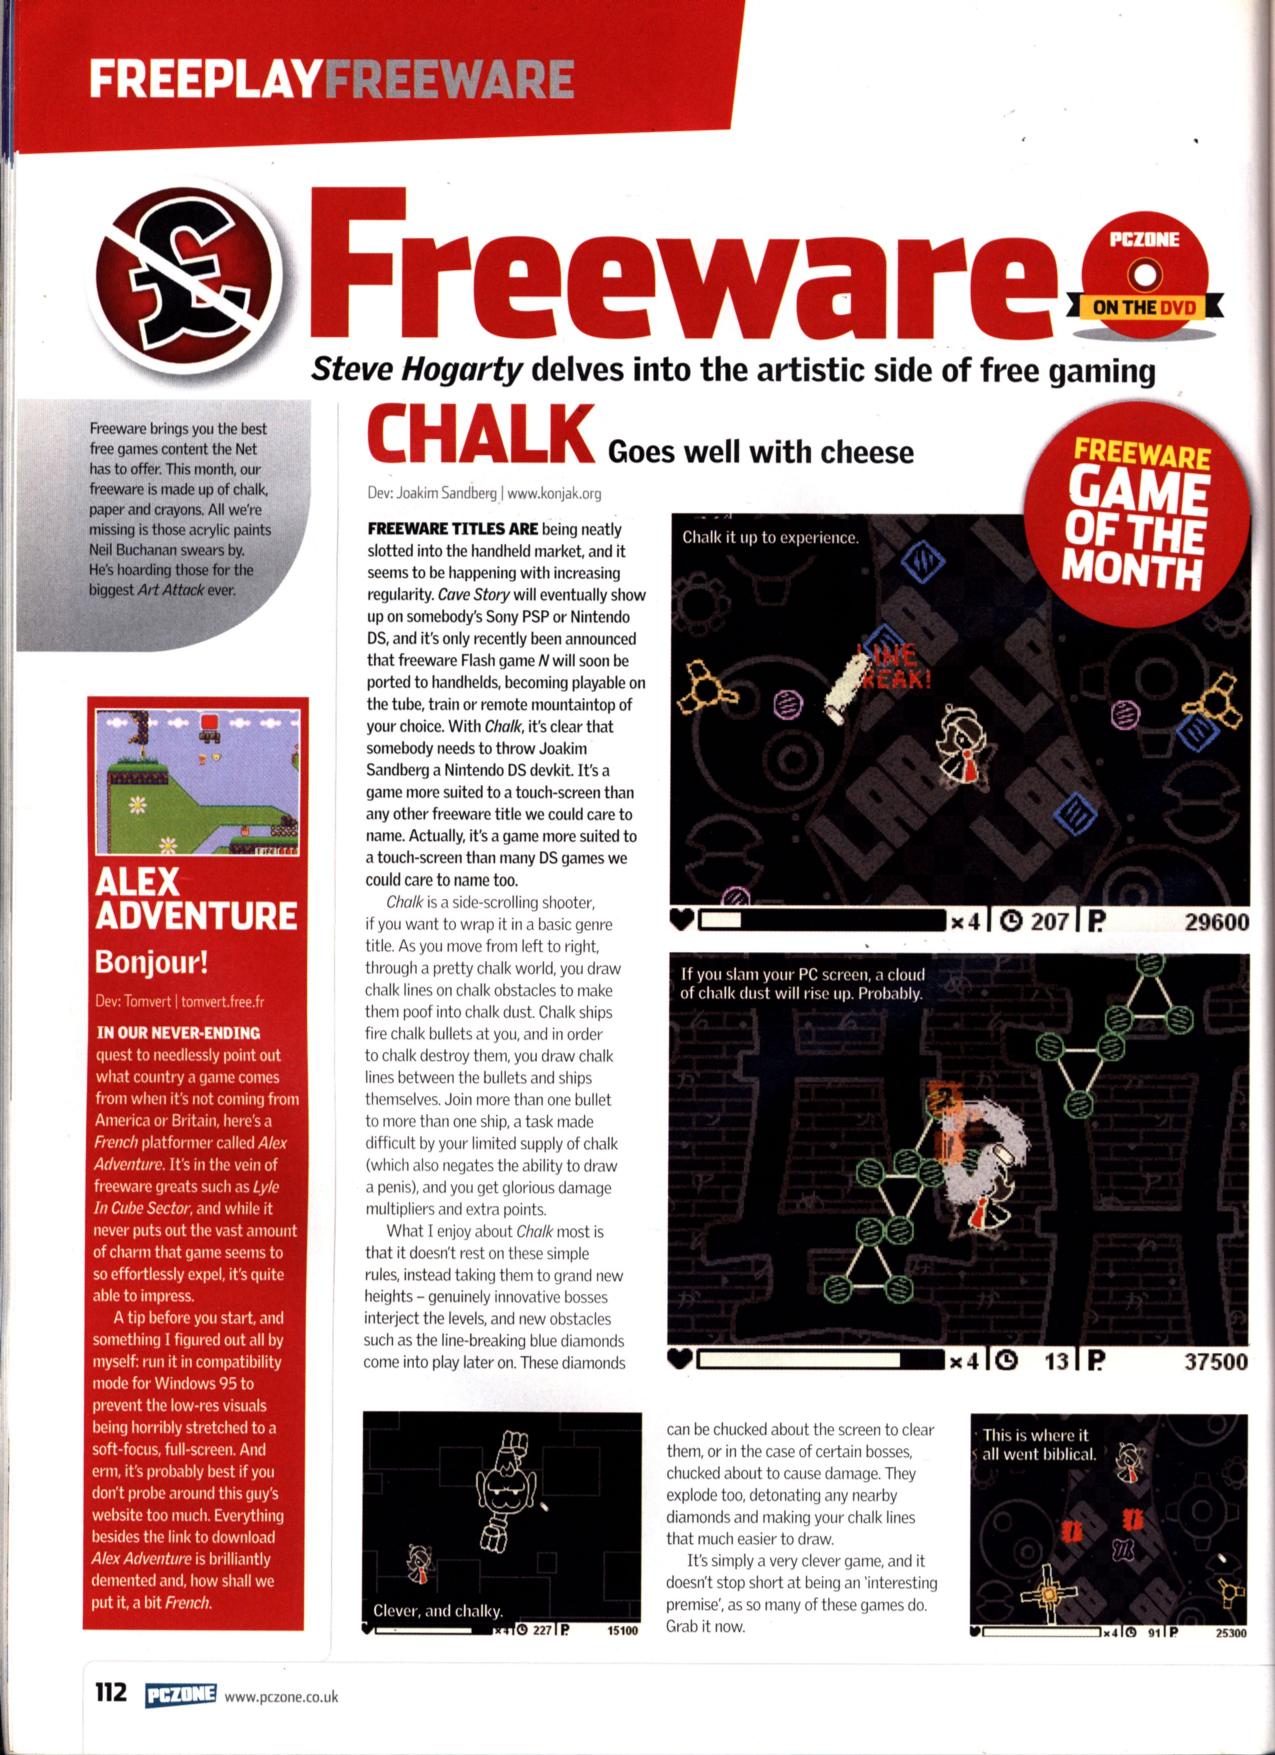 FREEPLAYFREEWARE
Freeware
PCZONE
ON THE DVD
Steve Hogarty delves into the artistic side of free gaming
Freeware brings you the best
free games content the Net
has to offer. This month, our
freeware is made up of chalk,
paper and crayons. All we're
missing is those acrylic paints
Neil Buchanan swears by.
He's hoarding those for the
biggest Art Attack ever.
ALEX
ADVENTURE
Bonjour!
Dev: Tomvert | tomvert.free.fr
IN OUR NEVER-ENDING
quest to needlessly point out
what country a game comes
from when it's not coming from
America or Britain, here's a
French platformer called Alex
Adventure. It's in the vein of
freeware greats such as Lyle
In Cube Sector, and while it
never puts out the vast amount
of charm that game seems to
so effortlessly expel, it's quite
able to impress.
A tip before you start, and
something I figured out all by
myself: run it in compatibility
mode for Windows 95 to
prevent the low-res visuals
being horribly stretched to a
soft-focus, full-screen. And
erm, it's probably best if you
don't probe around this guy's
website too much. Everything
besides the link to download
Alex Adventure is brilliantly
demented and, how shall we
put it, a bit French.
CHALK Goes well with cheese
Dev: Joakim Sandberg | www.konjak.org
FREEWARE
GAME
OF THE
MONTH
FREEWARE TITLES ARE being neatly
slotted into the handheld market, and it
seems to be happening with increasing
regularity. Cave Story will eventually show
up on somebody's Sony PSP or Nintendo
DS, and it's only recently been announced
that freeware Flash game N will soon be
ported to handhelds, becoming playable on
the tube, train or remote mountaintop of
your choice. With Chalk, it's clear that
somebody needs to throw Joakim
Sandberg a Nintendo DS devkit. It's a
game more suited to a touch-screen than
any other freeware title we could care to
name. Actually, it's a game more suited to
a touch-screen than many DS games we
could care to name too.
Chalk is a side-scrolling shooter,
if you want to wrap it in a basic genre
title. As you move from left to right,
through a pretty chalk world, you draw
chalk lines on chalk obstacles to make
them poof into chalk dust. Chalk ships
fire chalk bullets at you, and in order
to chalk destroy them, you draw chalk
lines between the bullets and ships
themselves. Join more than one bullet
to more than one ship, a task made
difficult by your limited supply of chalk
(which also negates the ability to draw
a penis), and you get glorious damage
multipliers and extra points.
What I enjoy about Chalk most is
that it doesn't rest on these simple
rules, instead taking them to grand new
heights – genuinely innovative bosses
interject the levels, and new obstacles
such as the line-breaking blue diamonds
come into play later on. These diamonds
can be chucked about the screen to clear
them, or in the case of certain bosses,
chucked about to cause damage. They
explode too, detonating any nearby
diamonds and making your chalk lines
that much easier to draw.
It's simply a very clever game, and it
doesn't stop short at being an 'interesting
premise', as so many of these games do.
Grab it now.
Chalk it up to experience.
LAB LAB
LAB LAB
×4 207 P. 29600
If you slam your PC screen, a cloud
of chalk dust will rise up. Probably.
×4 13 P. 37500
Clever, and chalky.
×4 227 P. 15100
This is where it
all went biblical.
×4 91 P 25300
112 PCZONE www.pczone.co.uk